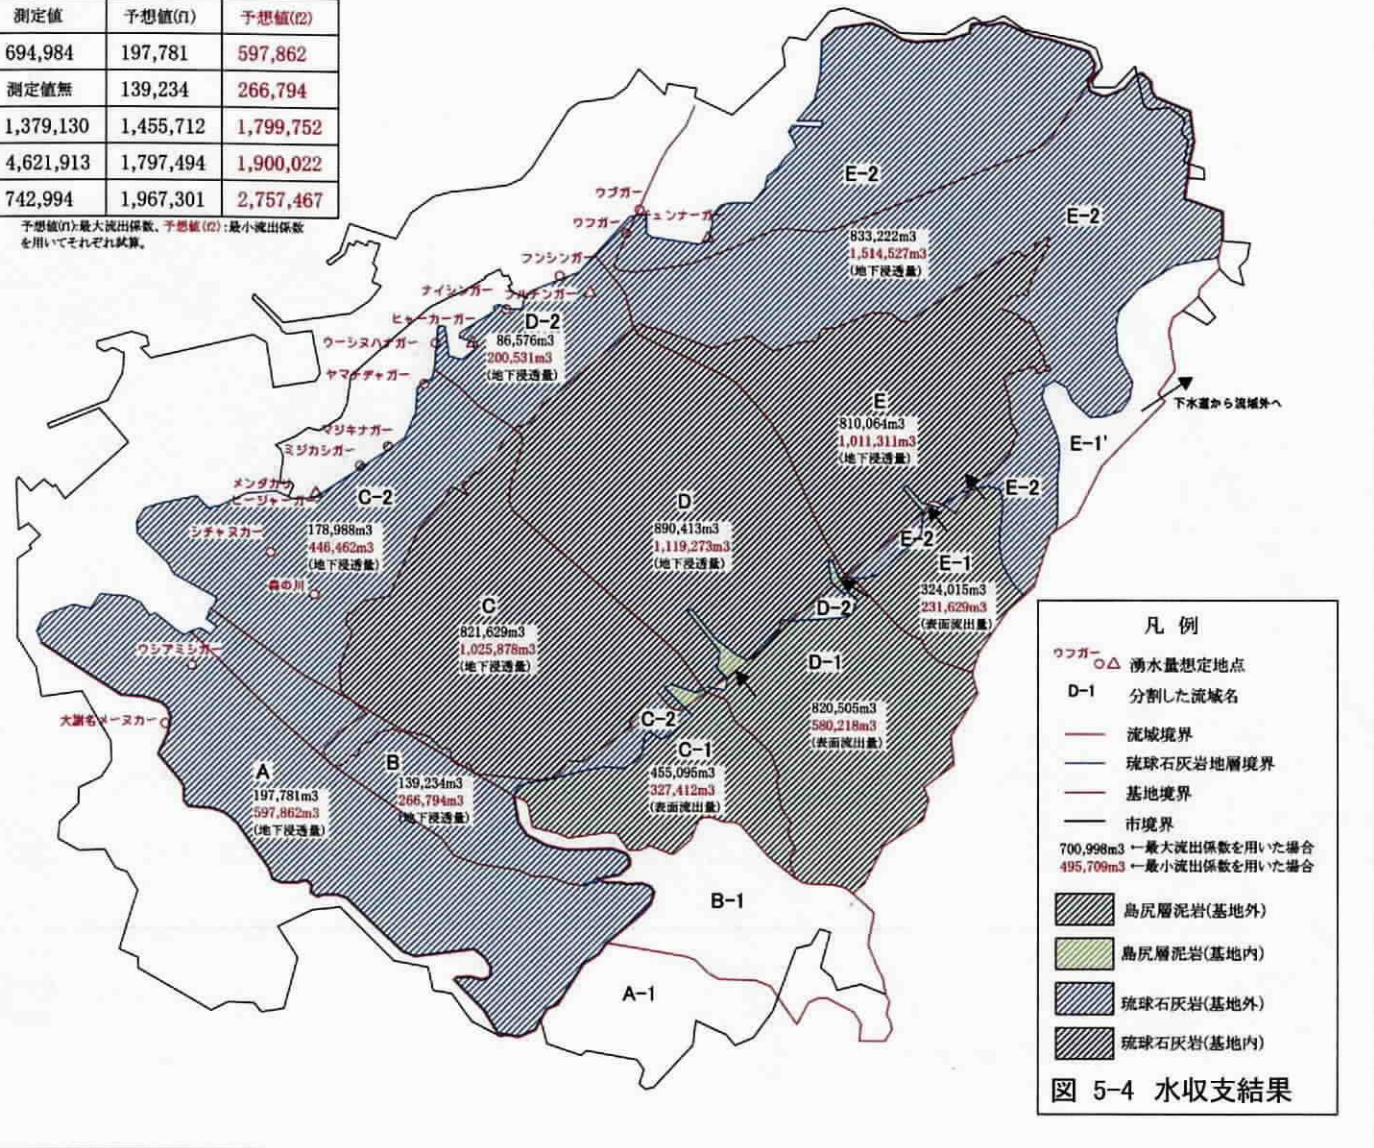 測定値 予想値(f1) 予想値(f2)
694,984 197,781 597,862
測定値無 139,234 266,794
1,379,130 1,455,712 1,799,752
4,621,913 1,797,494 1,900,022
742,994 1,967,301 2,757,467
予想値(f1):最大流出係数、予想値(f2):最小流出係数
を用いてそれぞれ試算。
E-2
E-2
ウブガー
ウフガー
チュンナーガー
833,222m3
1,514,527m3
(地下浸透量)
フンシンガー
ナイシンガー
フルチンガー
ヒャーカーガー
D-2
ウーシヌハナガー
86,576m3
200,531m3
(地下浸透量)
ヤマチヂャガー
下水道から流域外へ
E
810,064m3
1,011,311m3
(地下浸透量)
マジキナガー
E-1'
ミジカシガー
メンダカリ
ヒージャーガー
C-2
E-2
D
178,988m3
446,462m3
(地下浸透量)
シチャヌカー
890,413m3
1,119,273m3
(地下浸透量)
E-2
E-1
森の川
324,015m3
231,629m3
(表面流出量)
C
D-2
821,629m3
1,025,878m3
(地下浸透量)
ウシアミシガー
D-1
大謝名メーヌカー
820,505m3
580,218m3
(表面流出量)
C-2
C-1
455,095m3
327,412m3
(表面流出量)
A
197,781m3
597,862m3
(地下浸透量)
B
139,234m3
266,794m3
(地下浸透量)
B-1
A-1
凡 例
ウフガー
湧水量想定地点
D-1 分割した流域名
流域境界
琉球石灰岩地層境界
基地境界
市境界
700,998m3 ←最大流出係数を用いた場合
495,709m3 ←最小流出係数を用いた場合
島尻層泥岩(基地外)
島尻層泥岩(基地内)
琉球石灰岩(基地外)
琉球石灰岩(基地内)
図 5-4 水収支結果